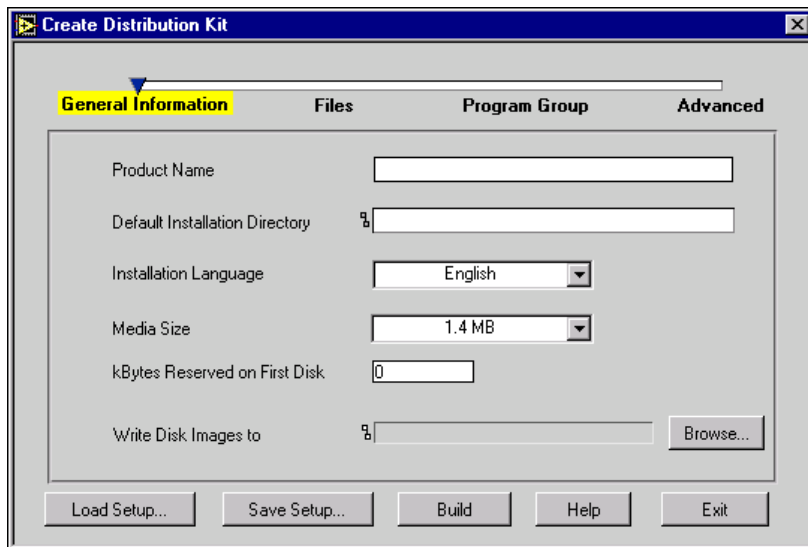 Create Distribution Kit
General Information Files Program Group Advanced
Product Name
Default Installation Directory
Installation Language English
Media Size 1.4 MB
kBytes Reserved on First Disk 0
Write Disk Images to Browse...
Load Setup... Save Setup... Build Help Exit